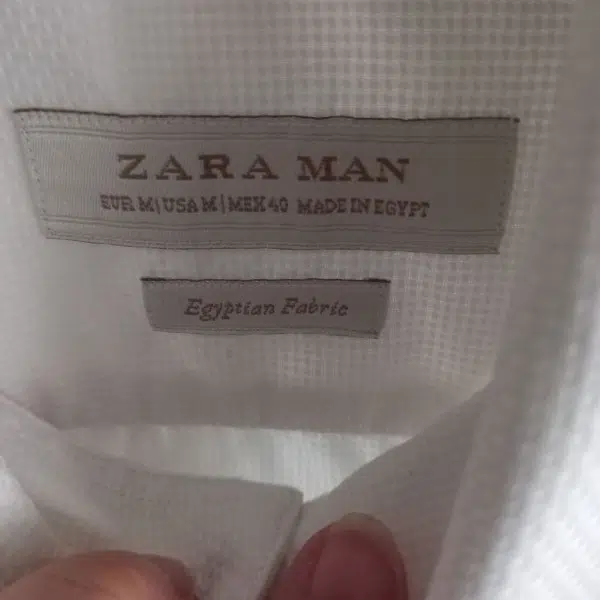 ZARA MAN
EUR M | USA M | MEX 40 MADE IN EGYPT
Egyptian Fabric